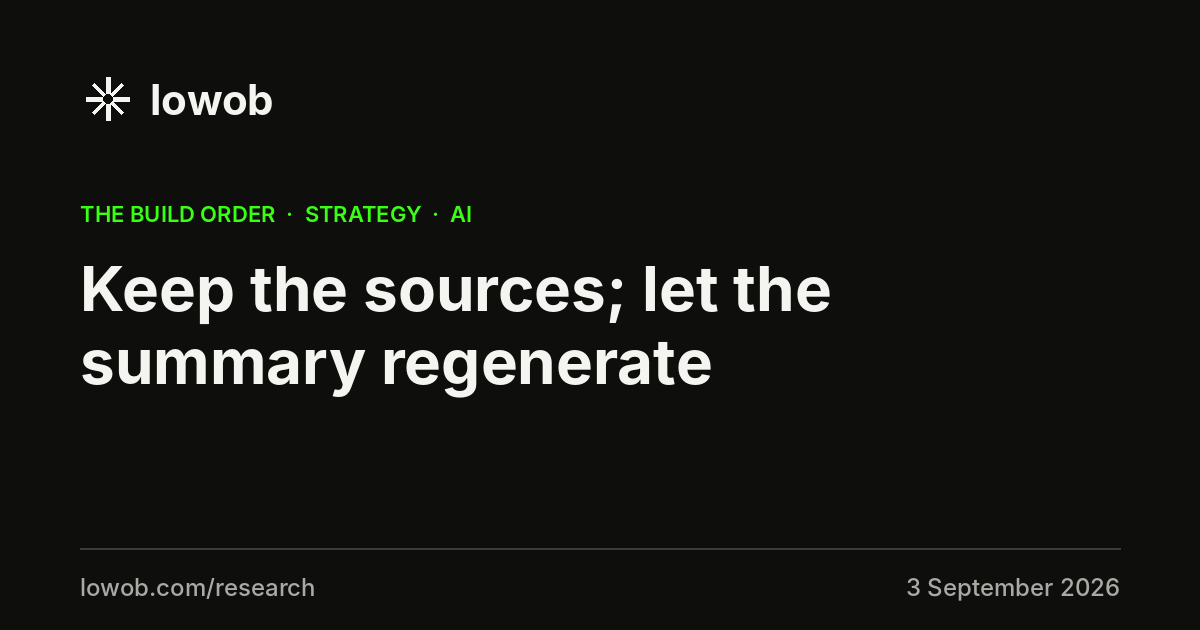 lowob
THE BUILD ORDER · STRATEGY · AI
Keep the sources; let the
summary regenerate
lowob.com/research
3 September 2026